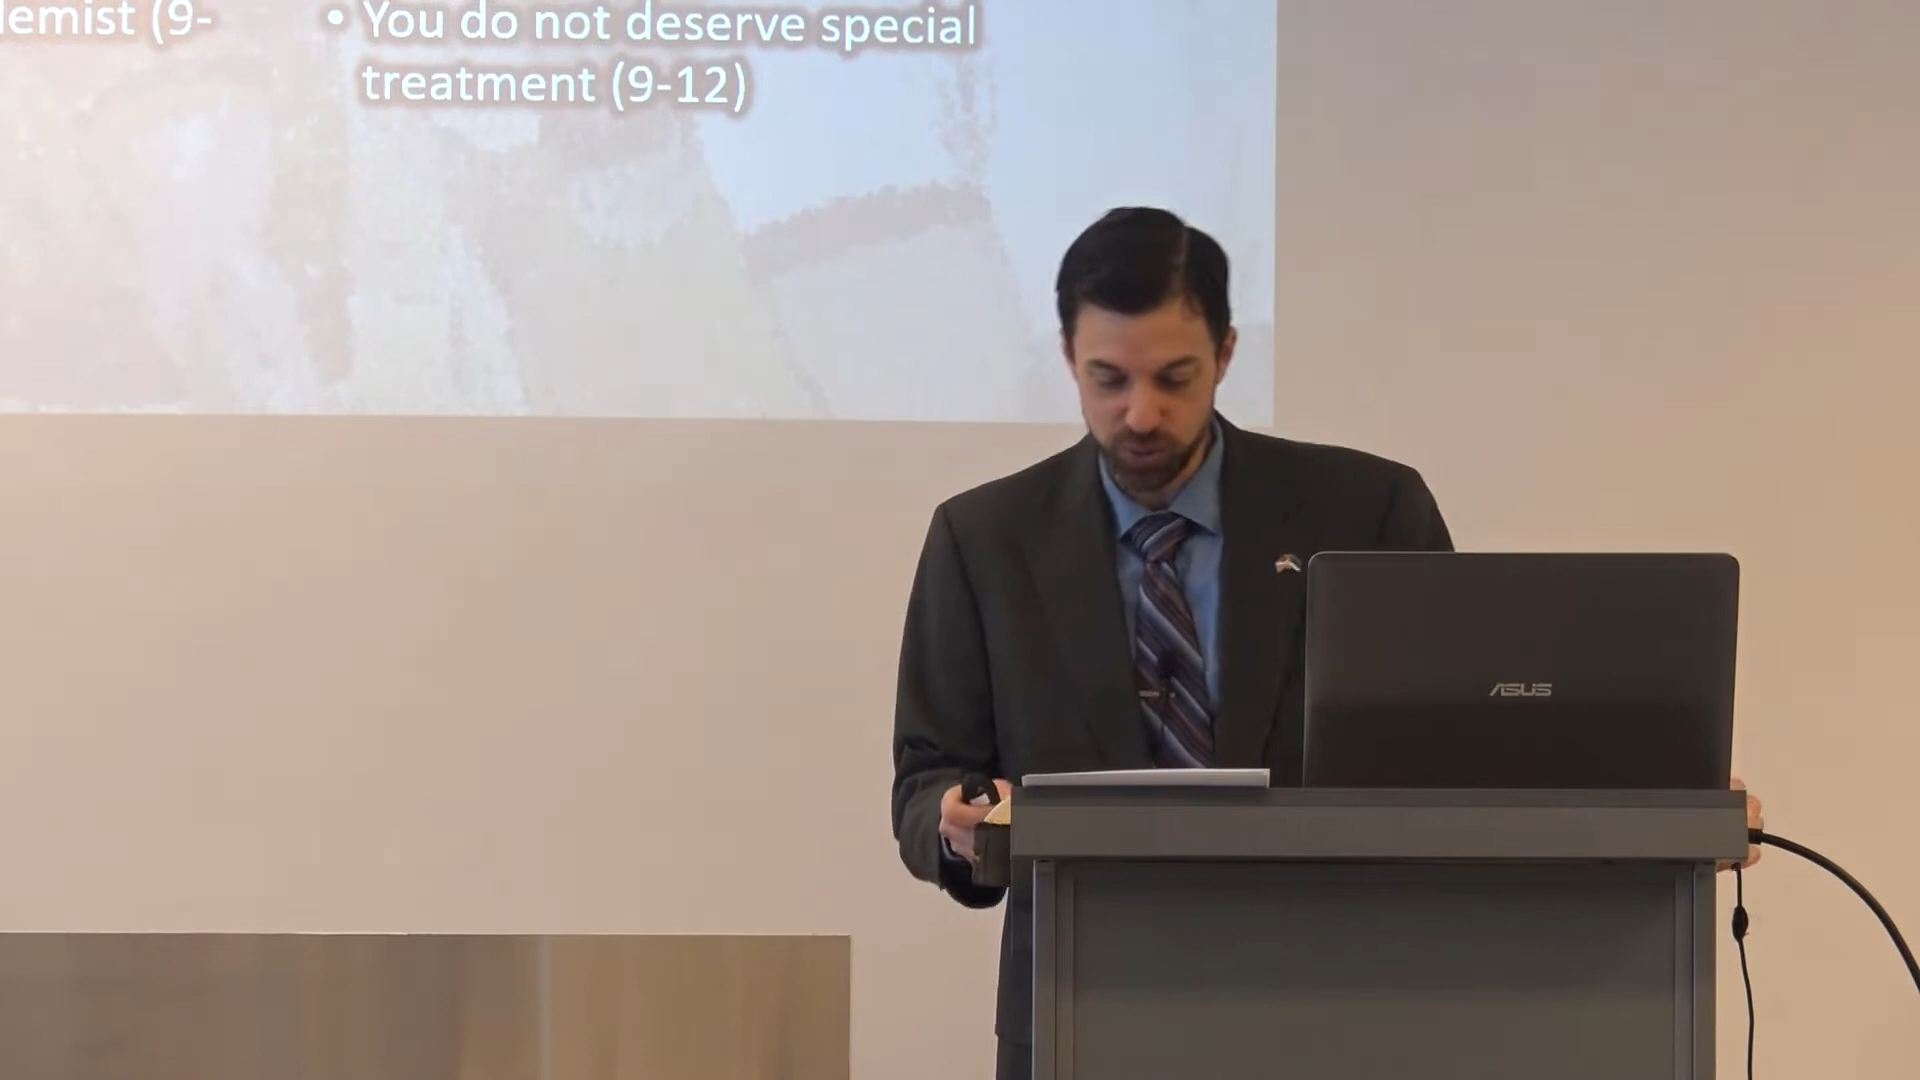 lemist (9-
• You do not deserve special
treatment (9-12)
ASUS